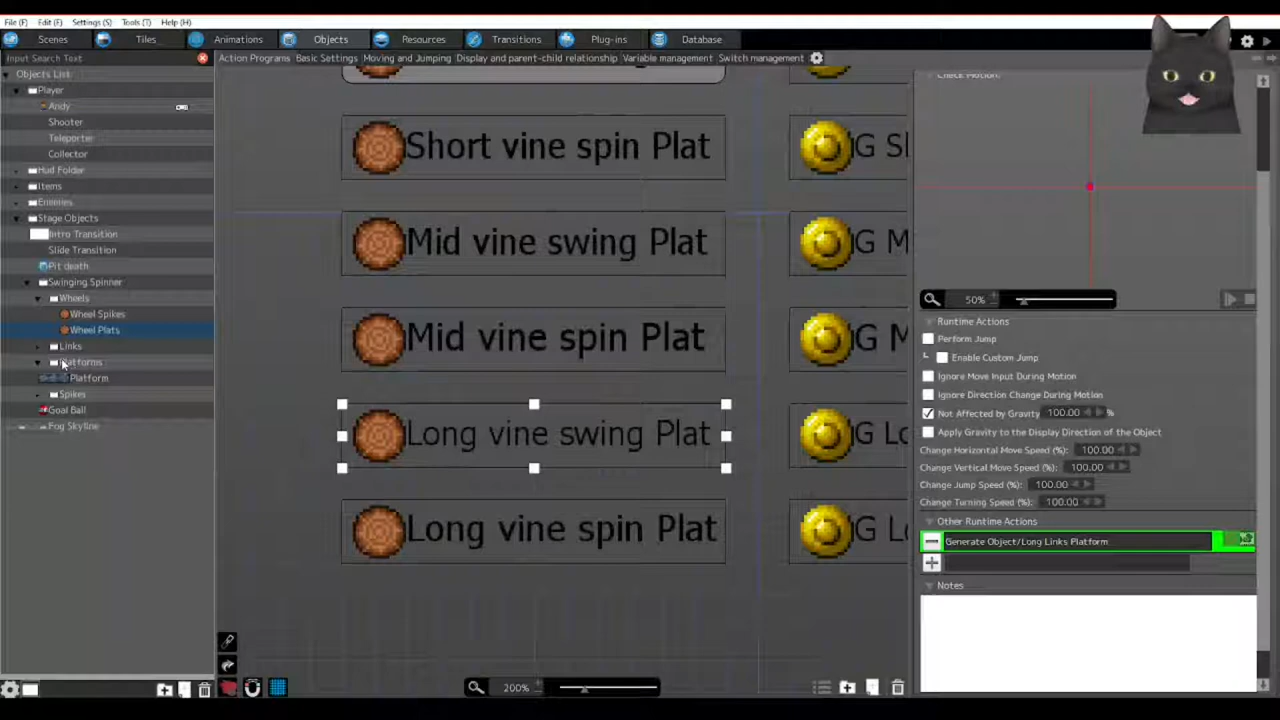 File (F) Edit (E) Settings (S) Tools (T) Help (H)
Scenes Tiles Animations Objects Resources Transitions Plug-ins Database
Input Search Text
Action Programs Basic Settings Moving and Jumping Display and parent-child relationship Variable management Switch management
Objects List
Player
Andy
Shooter
Teleporter
Collector
Hud Folder
Items
Enemies
Stage Objects
Intro Transition
Slide Transition
Pit death
Swinging Spinner
Wheels
Wheel Spikes
Wheel Plats
Links
Platforms
Platform
Spikes
Goal Ball
Fog Skyline
Short vine spin Plat
Mid vine swing Plat
Mid vine spin Plat
Long vine swing Plat
Long vine spin Plat
G M
G M
G Lo
G Lo
200%
Check Motion:
50%
Runtime Actions
Perform Jump
Enable Custom Jump
Ignore Move Input During Motion
Ignore Direction Change During Motion
Not Affected by Gravity 100.00 %
Apply Gravity to the Display Direction of the Object
Change Horizontal Move Speed (%): 100.00
Change Vertical Move Speed (%): 100.00
Change Jump Speed (%): 100.00
Change Turning Speed (%): 100.00
Other Runtime Actions
Generate Object/Long Links Platform
Notes